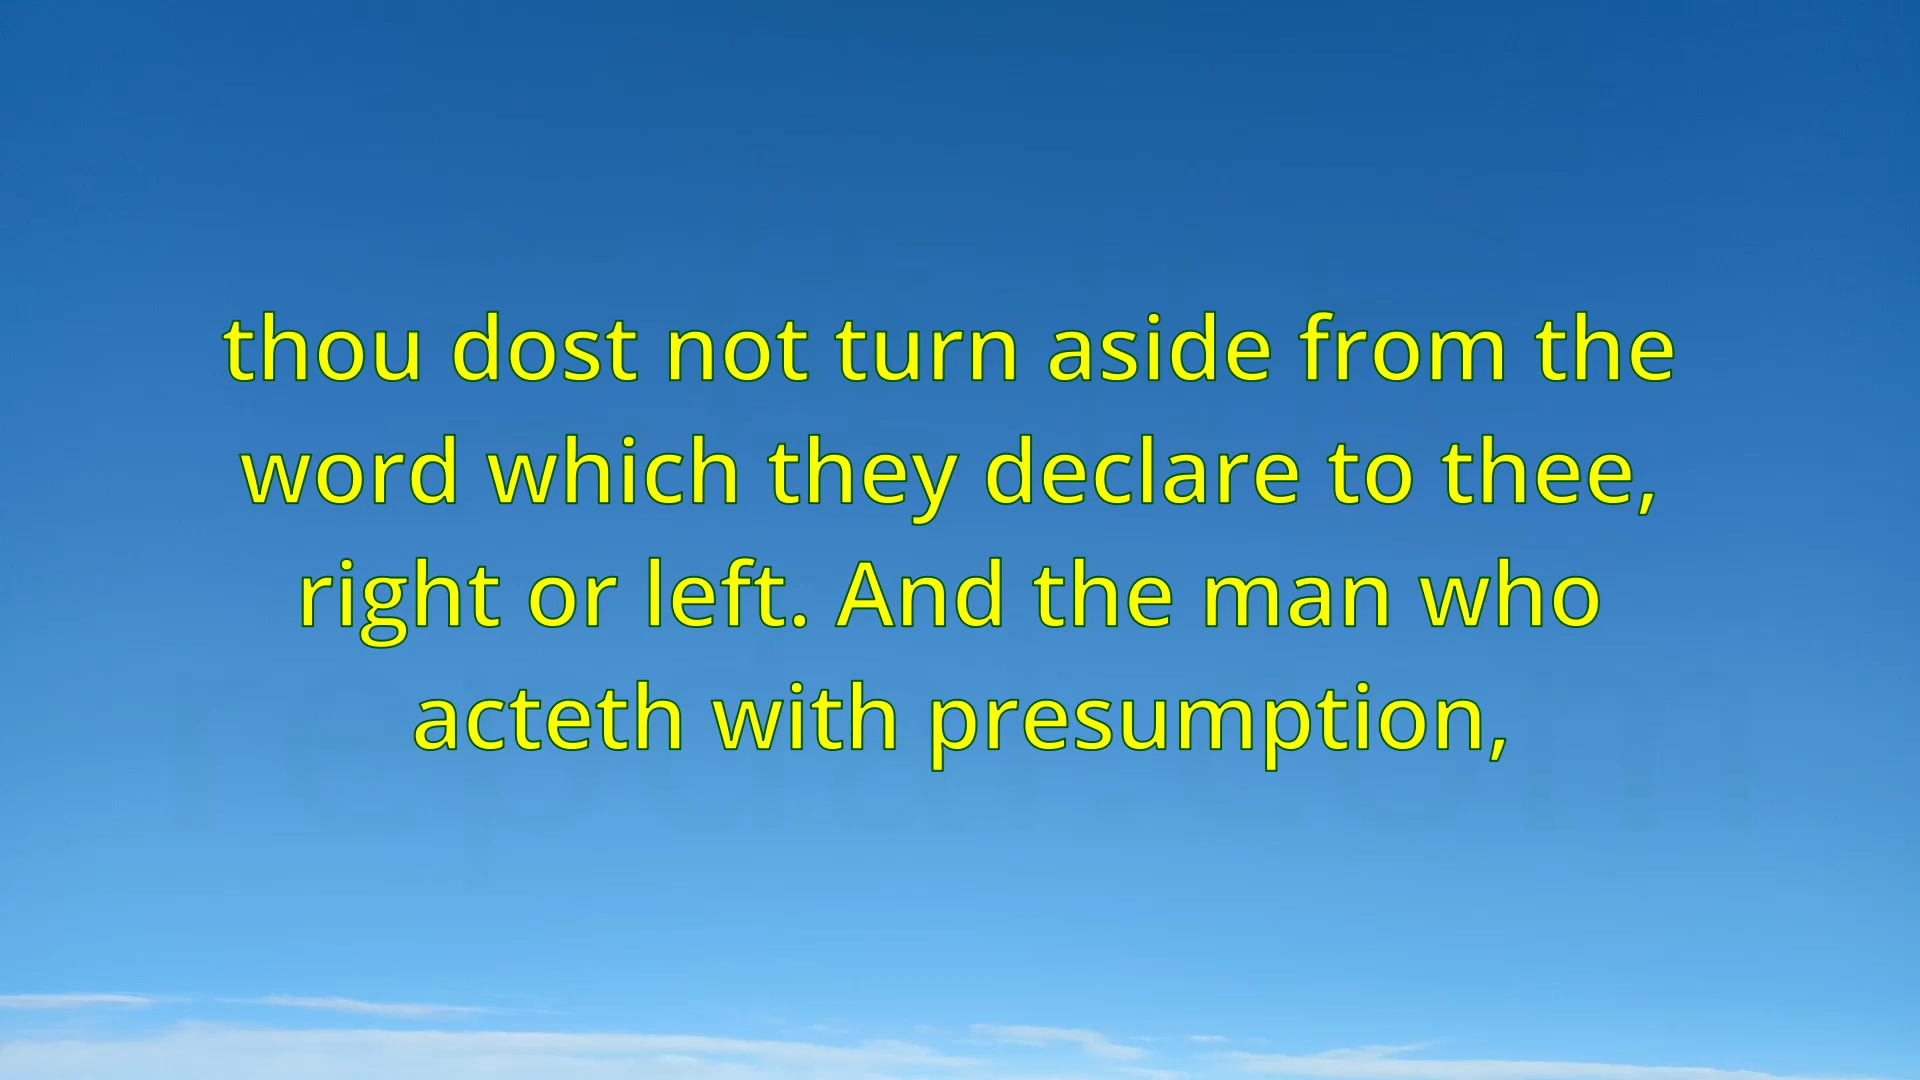 thou dost not turn aside from the
word which they declare to thee,
right or left. And the man who
acteth with presumption,